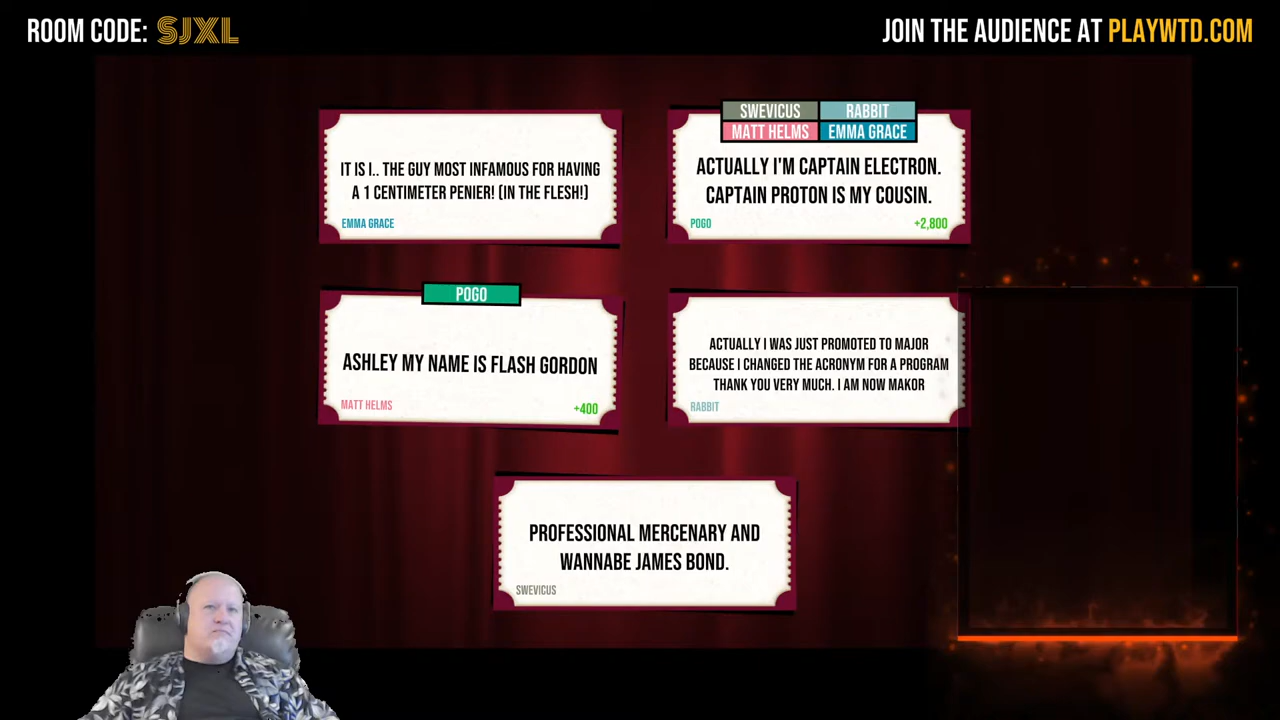 ROOM CODE: SJXL
JOIN THE AUDIENCE AT PLAYWTD.COM
IT IS I.. THE GUY MOST INFAMOUS FOR HAVING
A 1 CENTIMETER PENIER! (IN THE FLESH!)
EMMA GRACE
SWEVICUS RABBIT
MATT HELMS EMMA GRACE
ACTUALLY I'M CAPTAIN ELECTRON.
CAPTAIN PROTON IS MY COUSIN.
POGO +2,800
POGO
ASHLEY MY NAME IS FLASH GORDON
MATT HELMS +400
ACTUALLY I WAS JUST PROMOTED TO MAJOR
BECAUSE I CHANGED THE ACRONYM FOR A PROGRAM
THANK YOU VERY MUCH. I AM NOW MAKOR
RABBIT
PROFESSIONAL MERCENARY AND
WANNABE JAMES BOND.
SWEVICUS